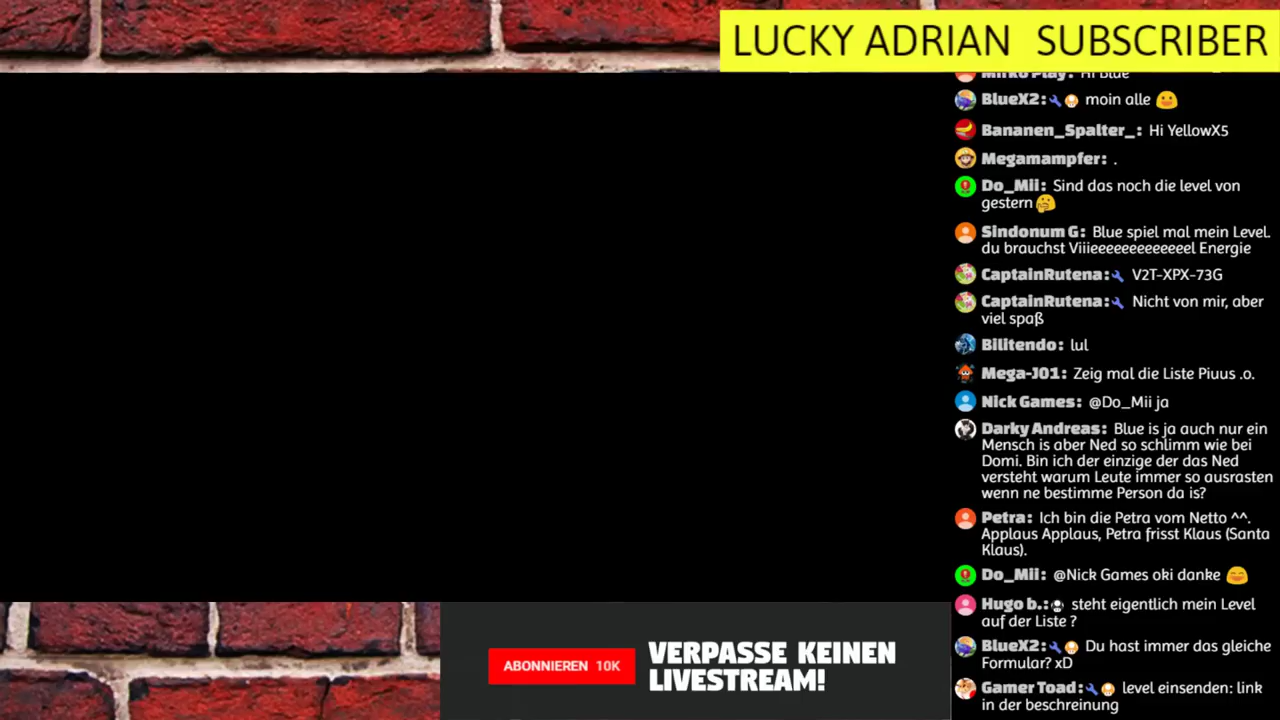 LUCKY ADRIAN SUBSCRIBER
Mirko Play: Hi Blue
BlueX2: moin alle
Bananen_Spalter_: Hi YellowX5
Megamampfer: .
Do_Mii: Sind das noch die level von
gestern
Sindonum G: Blue spiel mal mein Level.
du brauchst Viiieeeeeeeeeeeeel Energie
CaptainRutena: V2T-XPX-73G
CaptainRutena: Nicht von mir, aber
viel spaß
Bilitendo: lul
Mega-J01: Zeig mal die Liste Piuus .o.
Nick Games: @Do_Mii ja
Darky Andreas: Blue is ja auch nur ein
Mensch is aber Ned so schlimm wie bei
Domi. Bin ich der einzige der das Ned
versteht warum Leute immer so ausrasten
wenn ne bestimme Person da is?
Petra: Ich bin die Petra vom Netto ^^.
Applaus Applaus, Petra frisst Klaus (Santa
Klaus).
Do_Mii: @Nick Games oki danke
Hugo b.: steht eigentlich mein Level
auf der Liste ?
BlueX2: Du hast immer das gleiche
Formular? xD
Gamer Toad: level einsenden: link
in der beschreinung
ABONNIEREN 10K
VERPASSE KEINEN
LIVESTREAM!